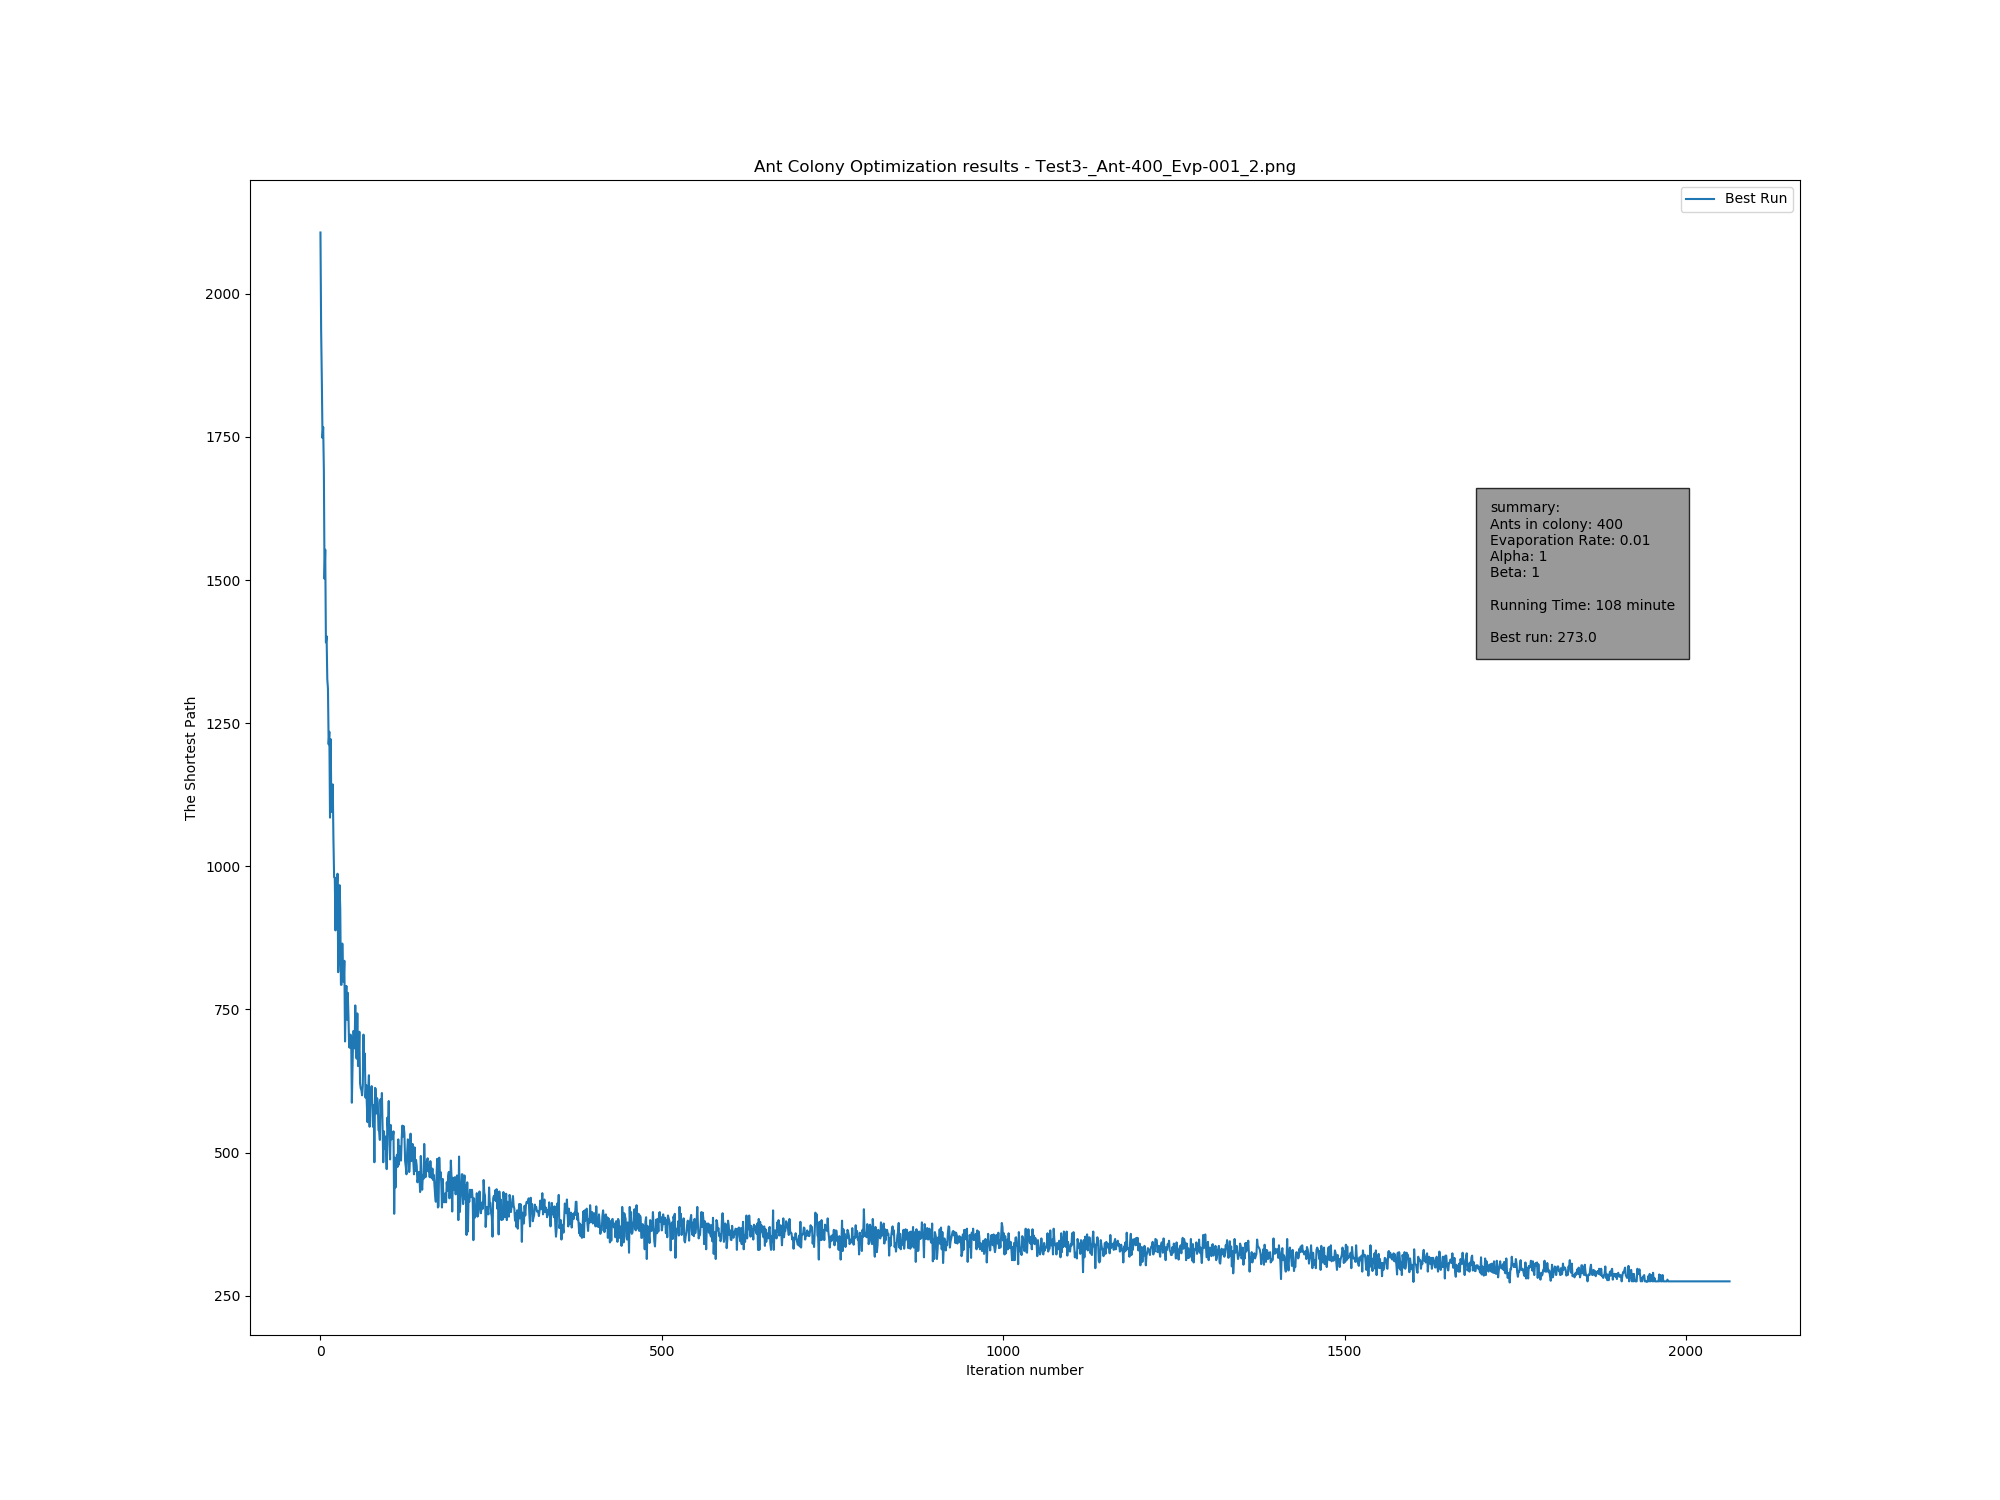 Ant Colony Optimization results - Test3-_Ant-400_Evp-001_2.png
Best Run
2000
1750
1500
1250
1000
750
500
250
The Shortest Path
summary:
Ants in colony: 400
Evaporation Rate: 0.01
Alpha: 1
Beta: 1
Running Time: 108 minute
Best run: 273.0
0
500
1000
1500
2000
Iteration number